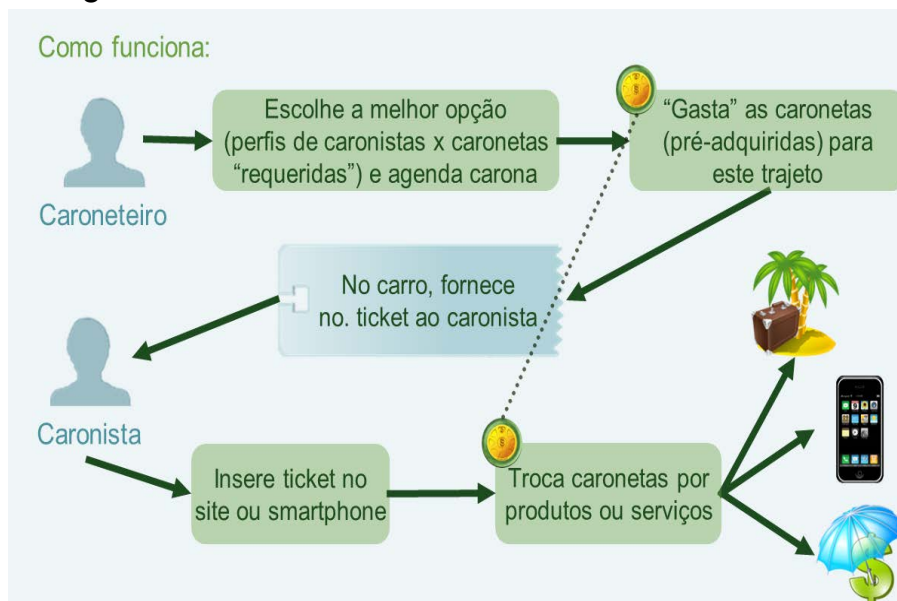 Como funciona:
Escolhe a melhor opção
(perfis de caronistas x caronetas
“requeridas”) e agenda carona
“Gasta” as caronetas
(pré-adquiridas) para
este trajeto
Caroneteiro
No carro, fornece
no. ticket ao caronista
Caronista
Insere ticket no
site ou smartphone
Troca caronetas por
produtos ou serviços
$